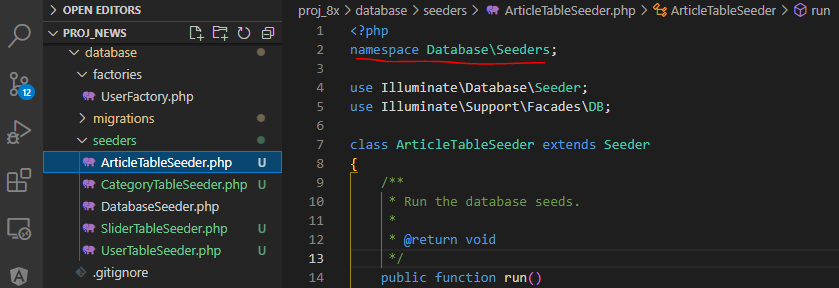 OPEN EDITORS
PROJ_NEWS
database
factories
UserFactory.php
migrations
seeders
ArticleTableSeeder.php U
CategoryTableSeeder.php U
DatabaseSeeder.php
SliderTableSeeder.php U
UserTableSeeder.php U
.gitignore
12
proj_8x > database > seeders > ArticleTableSeeder.php > ArticleTableSeeder > run
1 <?php
2 namespace Database\Seeders;
3
4 use Illuminate\Database\Seeder;
5 use Illuminate\Support\Facades\DB;
6
7 class ArticleTableSeeder extends Seeder
8 {
9 /**
10 * Run the database seeds.
11 *
12 * @return void
13 */
14 public function run()